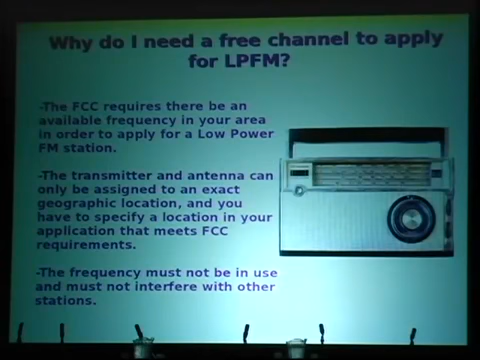 Why do I need a free channel to apply
for LPFM?
-The FCC requires there be an
available frequency in your area
in order to apply for a Low Power
FM station.
-The transmitter and antenna can
only be assigned to an exact
geographic location, and you
have to specify a location in your
application that meets FCC
requirements.
-The frequency must not be in use
and must not interfere with other
stations.